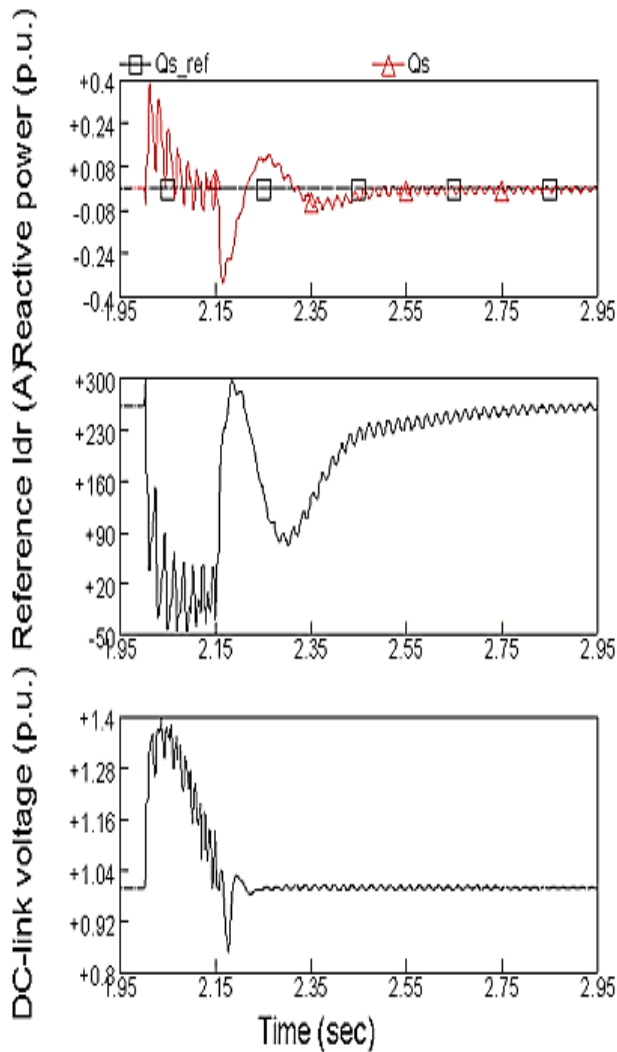 Qs_ref Qs
Reactive power (p.u.)
+0.4
+0.24
+0.08
-0.08
-0.24
-0.4
1.95 2.15 2.35 2.55 2.75 2.95
Reference Idr (A)
+300
+230
+160
+90
+20
-50
1.95 2.15 2.35 2.55 2.75 2.95
DC-link voltage (p.u.)
+1.4
+1.28
+1.16
+1.04
+0.92
+0.8
1.95 2.15 2.35 2.55 2.75 2.95
Time (sec)